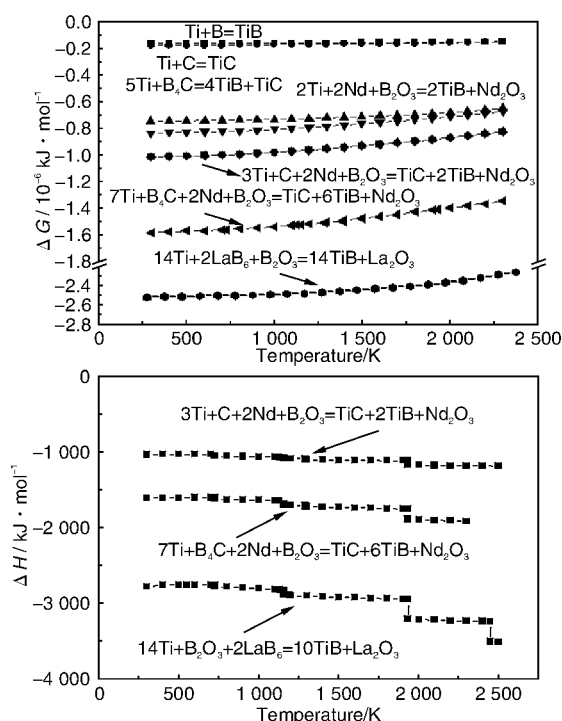 Ti+B=TiB
Ti+C=TiC
5Ti+B₄C=4TiB+TiC
2Ti+2Nd+B₂O₃=2TiB+Nd₂O₃
3Ti+C+2Nd+B₂O₃=TiC+2TiB+Nd₂O₃
7Ti+B₄C+2Nd+B₂O₃=TiC+6TiB+Nd₂O₃
14Ti+2LaB₆+B₂O₃=14TiB+La₂O₃
0
−0.2
−0.4
−0.6
−0.8
−1.0
−1.2
−1.4
−1.6
−1.8
−2.4
−2.6
−2.8
Δ G / 10⁻⁶ kJ · mol⁻¹
0 500 1 000 1 500 2 000 2 500
Temperature/K
0
−1 000
−2 000
−3 000
−4 000
Δ H / kJ · mol⁻¹
3Ti+C+2Nd+B₂O₃=TiC+2TiB+Nd₂O₃
7Ti+B₄C+2Nd+B₂O₃=TiC+6TiB+Nd₂O₃
14Ti+B₂O₃+2LaB₆=10TiB+La₂O₃
0 500 1 000 1 500 2 000 2 500
Temperature/K